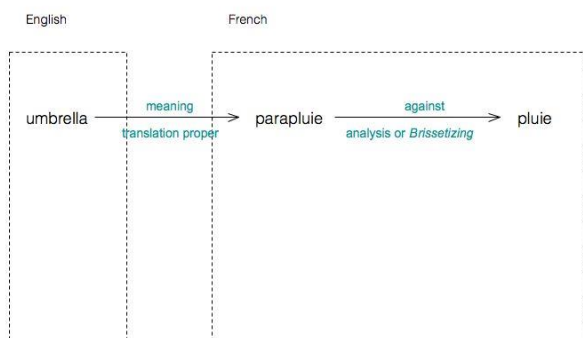 English French
umbrella meaning parapluie against pluie
translation proper analysis or Brissetizing